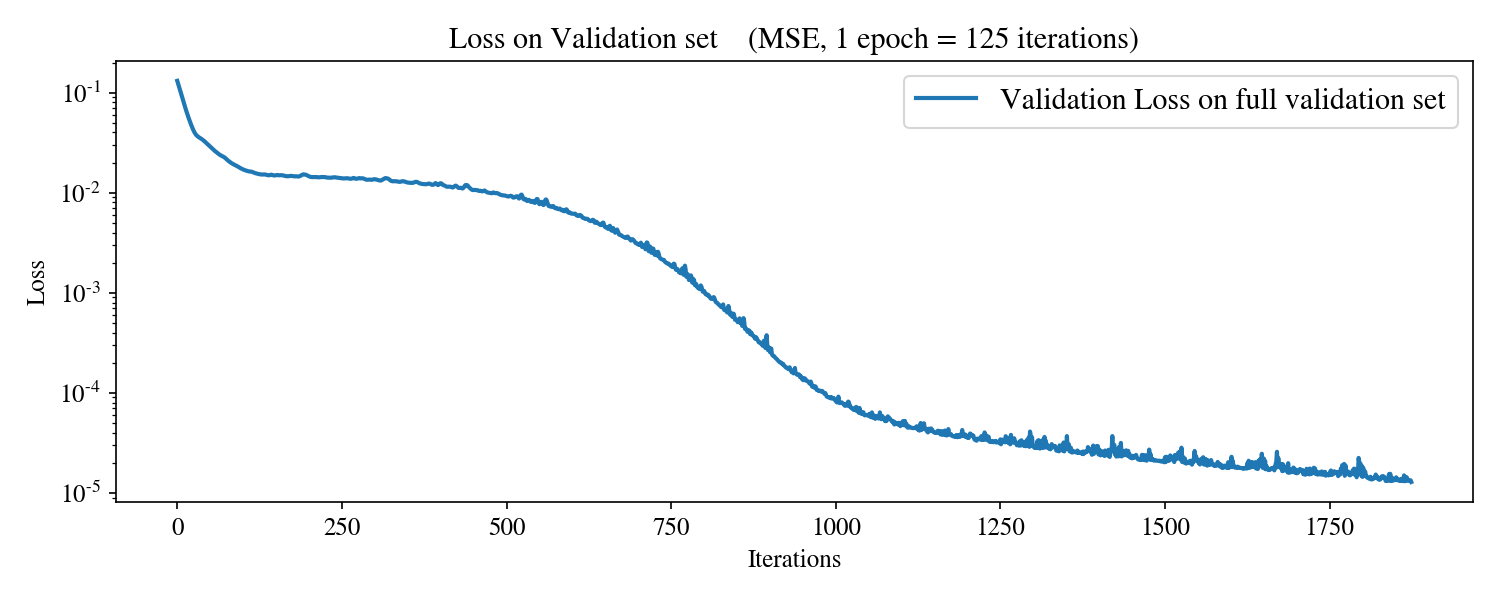 Loss on Validation set (MSE, 1 epoch = 125 iterations)
Validation Loss on full validation set
Loss
10⁻¹
10⁻²
10⁻³
10⁻⁴
10⁻⁵
0 250 500 750 1000 1250 1500 1750
Iterations